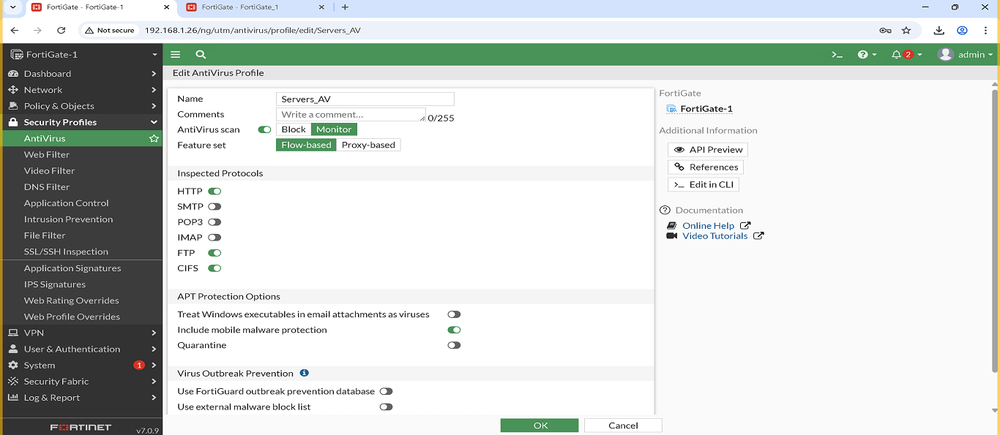 FortiGate - FortiGate-1
FortiGate - FortiGate_1
Not secure
192.168.1.26/ng/utm/antivirus/profile/edit/Servers_AV
FortiGate-1
2
admin
Dashboard
Network
Policy & Objects
Security Profiles
AntiVirus
Web Filter
Video Filter
DNS Filter
Application Control
Intrusion Prevention
File Filter
SSL/SSH Inspection
Application Signatures
IPS Signatures
Web Rating Overrides
Web Profile Overrides
VPN
User & Authentication
System 1
Security Fabric
Log & Report
FORTINET
v7.0.9
Edit AntiVirus Profile
Name Servers_AV
Comments Write a comment... 0/255
AntiVirus scan Block Monitor
Feature set Flow-based Proxy-based
Inspected Protocols
HTTP
SMTP
POP3
IMAP
FTP
CIFS
APT Protection Options
Treat Windows executables in email attachments as viruses
Include mobile malware protection
Quarantine
Virus Outbreak Prevention
Use FortiGuard outbreak prevention database
Use external malware block list
OK Cancel
FortiGate
FortiGate-1
Additional Information
API Preview
References
>_ Edit in CLI
Documentation
Online Help
Video Tutorials